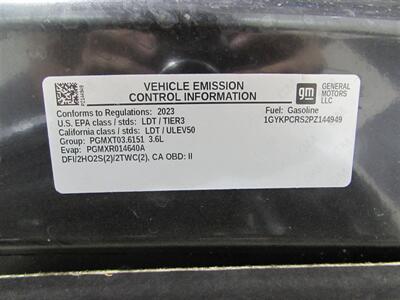 VEHICLE EMISSION
CONTROL INFORMATION
gm
GENERAL
MOTORS
LLC
Conforms to Regulations: 2023
Fuel: Gasoline
U.S. EPA class / stds: LDT / TIER3
1GYKPCRS2PZ144949
California class / stds: LDT / ULEV50
Group: PGMXT03.6151 3.6L
Evap: PGMXR014640A
DFI/2HO2S(2)/2TWC(2), CA OBD: II